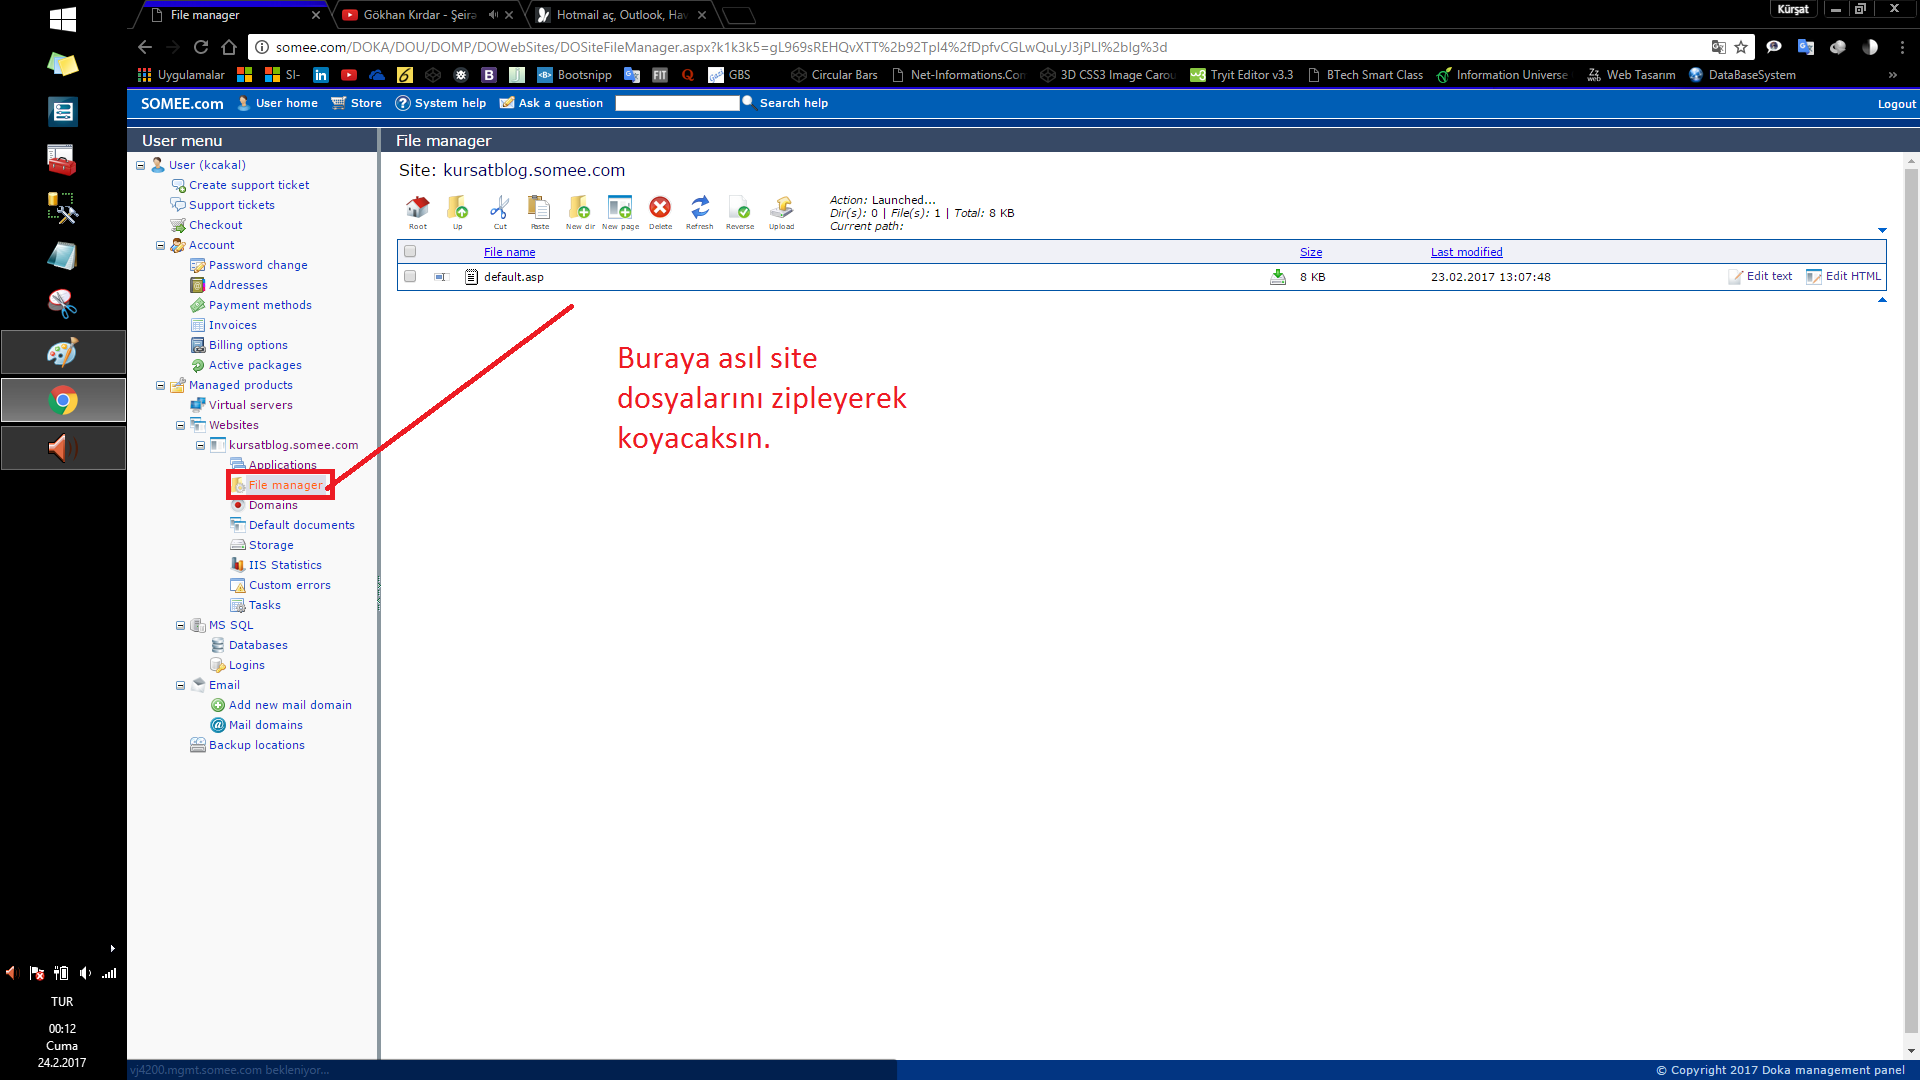 File manager
Gökhan Kırdar - Şeira
Hotmail aç, Outlook, Hav
Kürşat
somee.com/DOKA/DOU/DOMP/DOWebSites/DOSiteFileManager.aspx?k1k3k5=gL969sREHQvXTT%2b92TpI4%2fDpfvCGLwQuLyJ3jPLI%2bIg%3d
Uygulamalar
SI-
Bootsnipp
FIT
GBS
Circular Bars
Net-Informations.Com
3D CSS3 Image Carou
Tryit Editor v3.3
BTech Smart Class
Information Universe
Web Tasarım
DataBaseSystem
»
SOMEE.com
User home
Store
System help
Ask a question
Search help
Logout
User menu
File manager
User (kcakal)
Create support ticket
Support tickets
Checkout
Account
Password change
Addresses
Payment methods
Invoices
Billing options
Active packages
Managed products
Virtual servers
Websites
kursatblog.somee.com
Applications
File manager
Domains
Default documents
Storage
IIS Statistics
Custom errors
Tasks
MS SQL
Databases
Logins
Email
Add new mail domain
Mail domains
Backup locations
Site: kursatblog.somee.com
Root
Up
Cut
Paste
New dir
New page
Delete
Refresh
Reverse
Upload
Action: Launched...
Dir(s): 0 | File(s): 1 | Total: 8 KB
Current path:
File name
Size
Last modified
default.asp
8 KB
23.02.2017 13:07:48
Edit text
Edit HTML
Buraya asıl site
dosyalarını zipleyerek
koyacaksın.
TUR
00:12
Cuma
24.2.2017
vj4200.mgmt.somee.com bekleniyor...
© Copyright 2017 Doka management panel